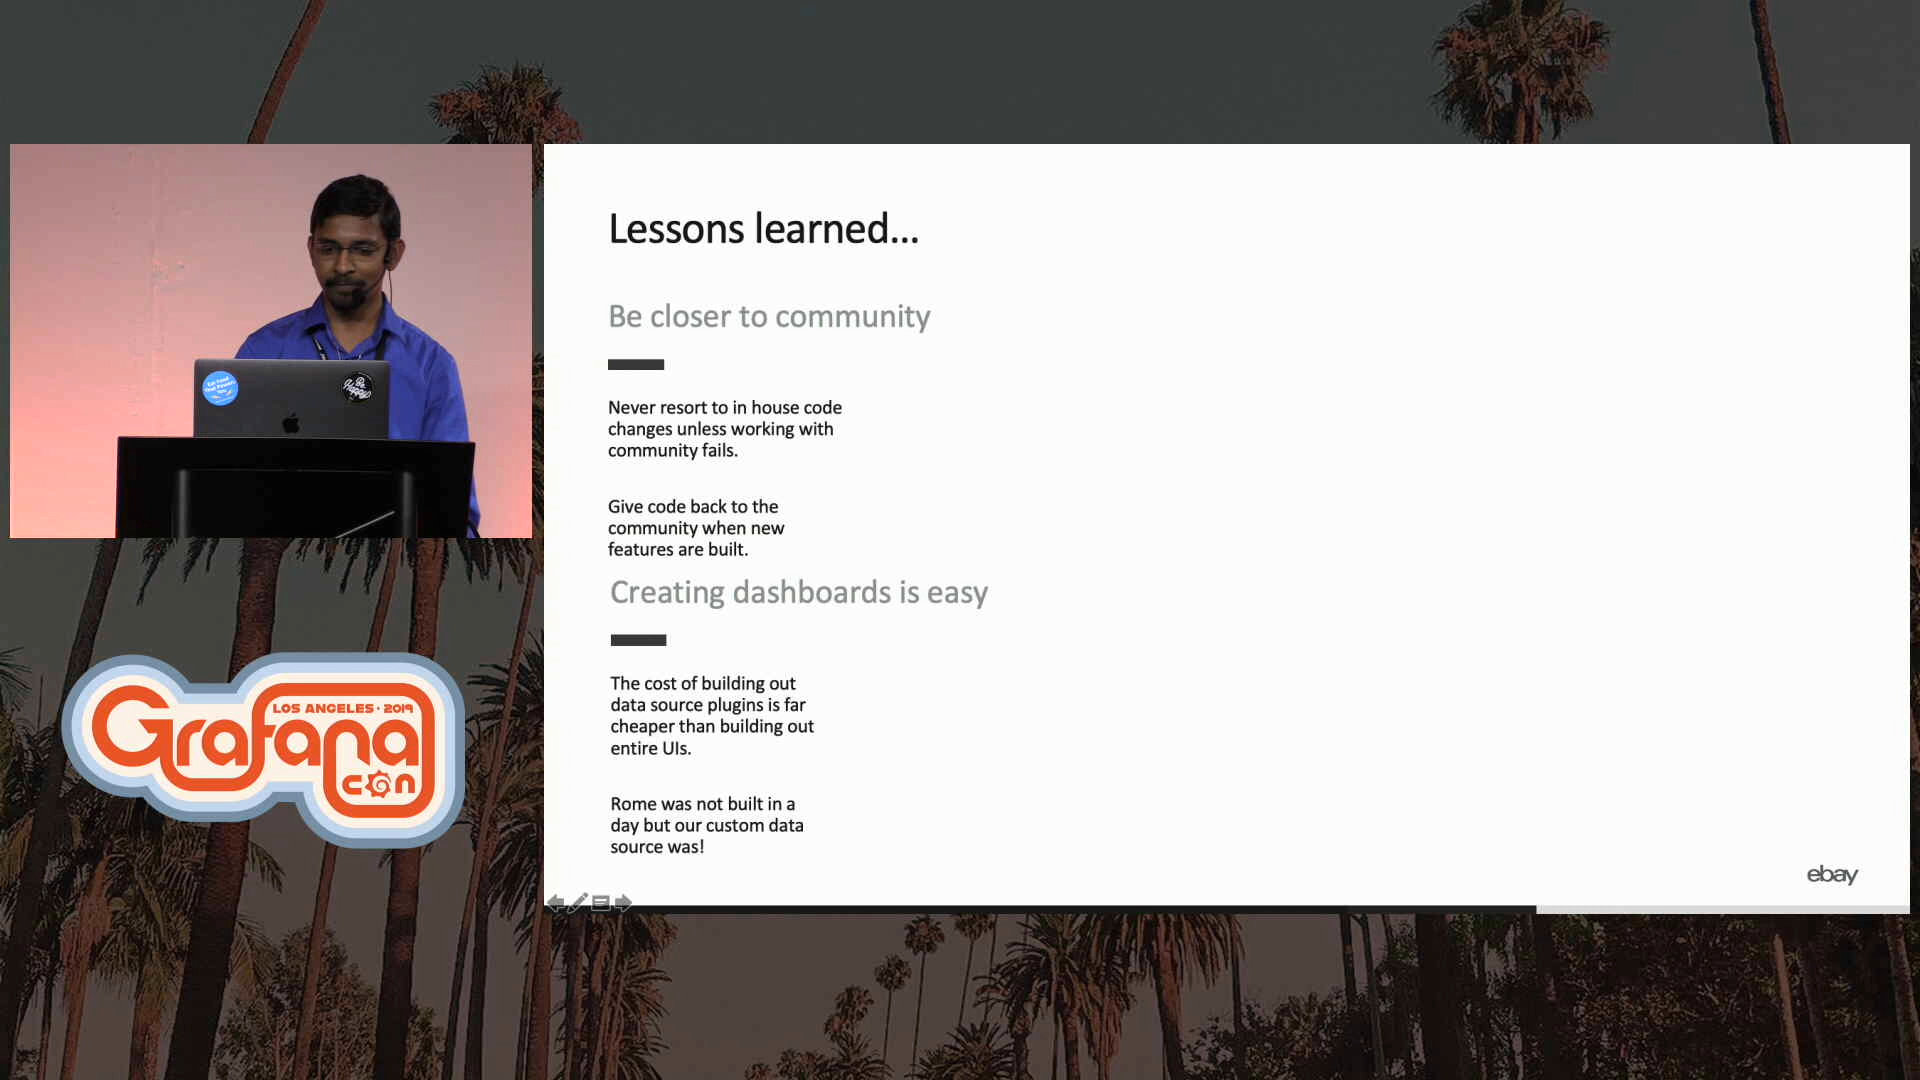 Lessons learned...
Be closer to community
Never resort to in house code
changes unless working with
community fails.
Give code back to the
community when new
features are built.
Creating dashboards is easy
The cost of building out
data source plugins is far
cheaper than building out
entire UIs.
Rome was not built in a
day but our custom data
source was!
ebay
Be
Happy
LOS ANGELES · 2019
Grafana
con